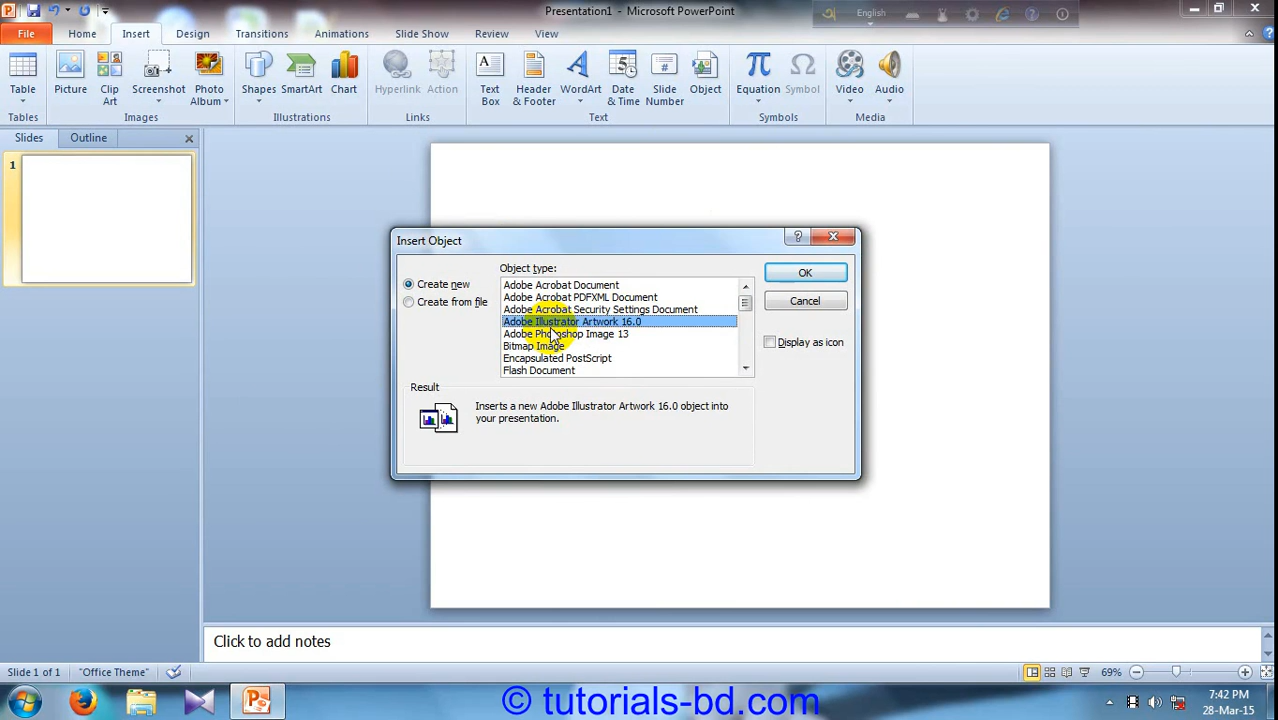 Presentation1 - Microsoft PowerPoint
English
File Home Insert Design Transitions Animations Slide Show Review View
Table Picture Clip Art Screenshot Photo Album Shapes SmartArt Chart Hyperlink Action Text Box Header & Footer WordArt Date & Time Slide Number Object Equation Symbol Video Audio
Tables Images Illustrations Links Text Symbols Media
Slides Outline
1
Insert Object
Object type:
Create new
Create from file
Adobe Acrobat Document
Adobe Acrobat PDFXML Document
Adobe Acrobat Security Settings Document
Adobe Illustrator Artwork 16.0
Adobe Photoshop Image 13
Bitmap Image
Encapsulated PostScript
Flash Document
OK
Cancel
Display as icon
Result
Inserts a new Adobe Illustrator Artwork 16.0 object into
your presentation.
Click to add notes
Slide 1 of 1 "Office Theme" 69%
© tutorials-bd.com
7:42 PM
28-Mar-15